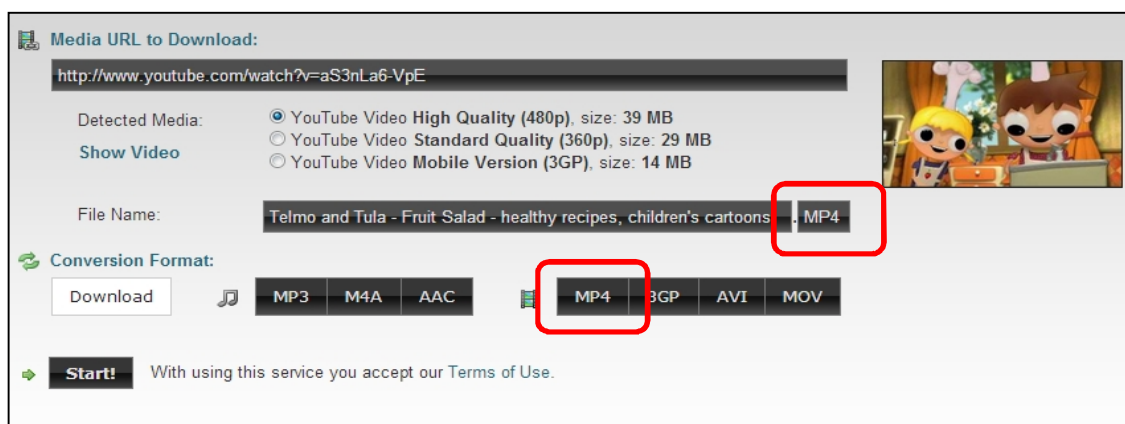 Media URL to Download:
http://www.youtube.com/watch?v=aS3nLa6-VpE
Detected Media:
YouTube Video High Quality (480p), size: 39 MB
Show Video
YouTube Video Standard Quality (360p), size: 29 MB
YouTube Video Mobile Version (3GP), size: 14 MB
File Name:
Telmo and Tula - Fruit Salad - healthy recipes, children's cartoons . MP4
Conversion Format:
Download MP3 M4A AAC MP4 3GP AVI MOV
Start! With using this service you accept our Terms of Use.